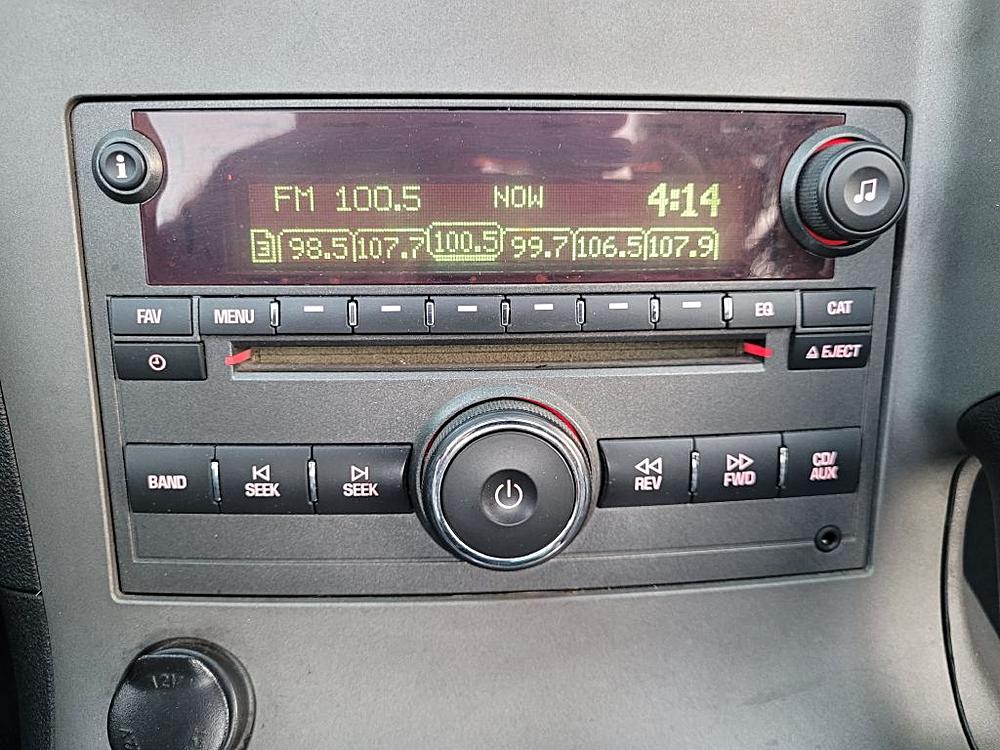 i
FM 100.5 NOW 4:14
3 98.5 107.7 100.5 99.7 106.5 107.9
FAV MENU EQ CAT
EJECT
BAND SEEK SEEK REV FWD CD/
AUX
12V